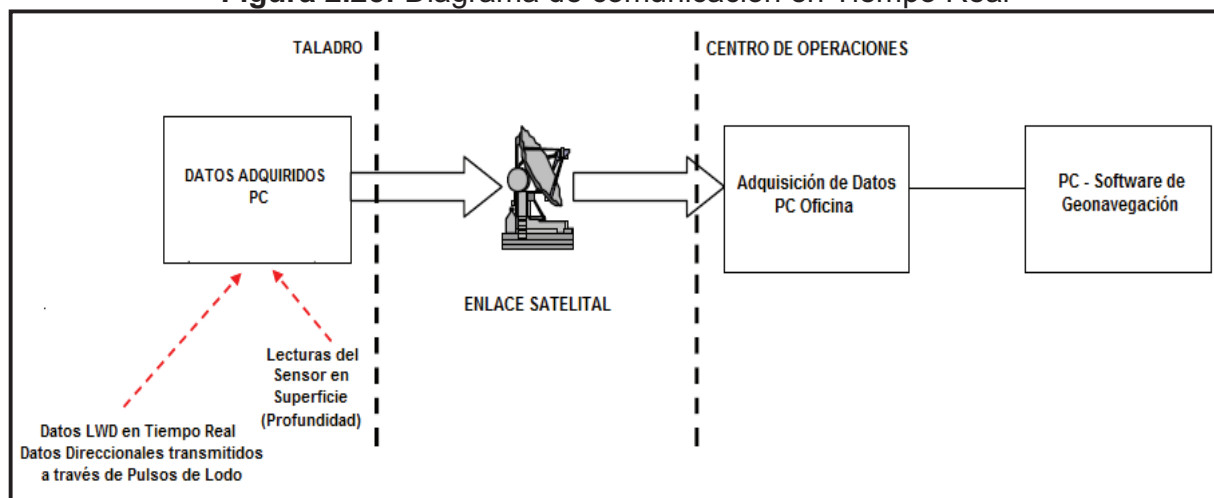 Diagrama de comunicación en Tiempo Real
TALADRO
CENTRO DE OPERACIONES
DATOS ADQUIRIDOS
PC
Adquisición de Datos
PC Oficina
PC - Software de
Geonavegación
ENLACE SATELITAL
Lecturas del
Sensor en
Superficie
(Profundidad)
Datos LWD en Tiempo Real
Datos Direccionales transmitidos
a través de Pulsos de Lodo